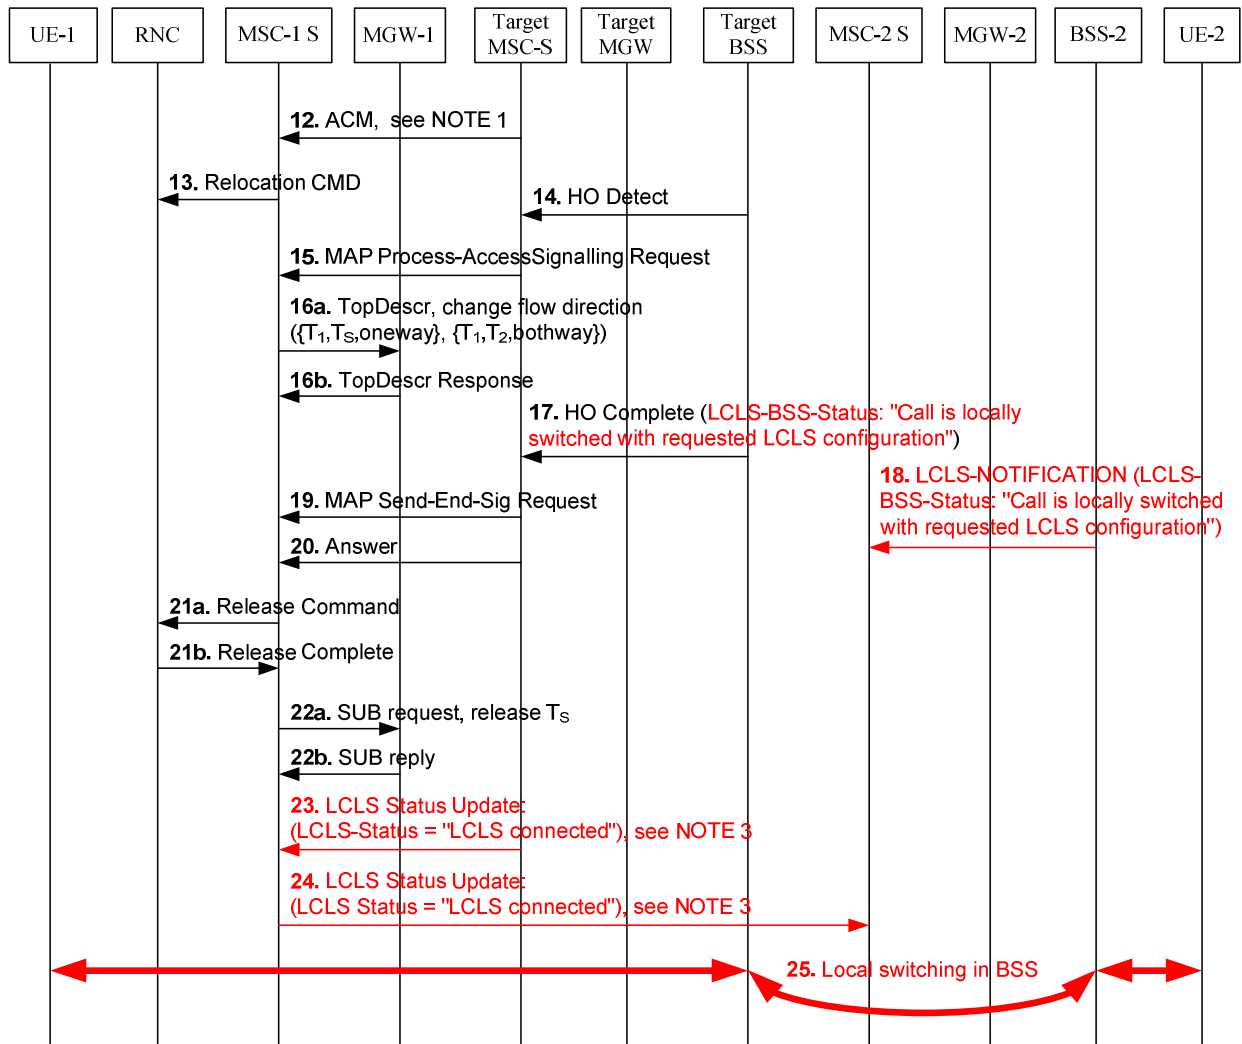 UE-1
RNC
MSC-1 S
MGW-1
Target
MSC-S
Target
MGW
Target
BSS
MSC-2 S
MGW-2
BSS-2
UE-2
12. ACM, see NOTE 1
13. Relocation CMD
14. HO Detect
15. MAP Process-AccessSignalling Request
16a. TopDescr, change flow direction
({T1,TS,oneway}, {T1,T2,bothway})
16b. TopDescr Response
17. HO Complete (LCLS-BSS-Status: "Call is locally
switched with requested LCLS configuration")
18. LCLS-NOTIFICATION (LCLS-
BSS-Status: "Call is locally switched
with requested LCLS configuration")
19. MAP Send-End-Sig Request
20. Answer
21a. Release Command
21b. Release Complete
22a. SUB request, release TS
22b. SUB reply
23. LCLS Status Update:
(LCLS-Status = "LCLS connected"), see NOTE 3
24. LCLS Status Update:
(LCLS Status = "LCLS connected"), see NOTE 3
25. Local switching in BSS